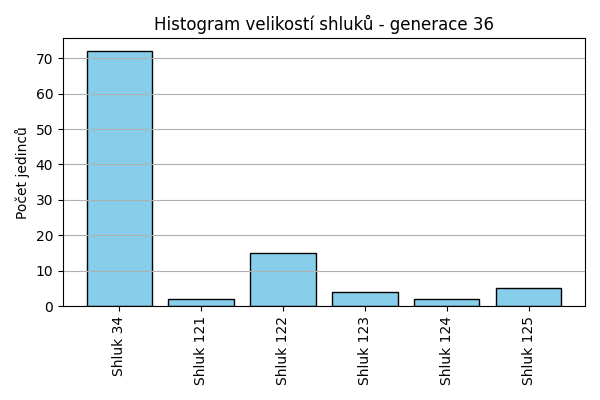 Histogram velikostí shluků - generace 36
Počet jedinců
70
60
50
40
30
20
10
0
Shluk 34
Shluk 121
Shluk 122
Shluk 123
Shluk 124
Shluk 125